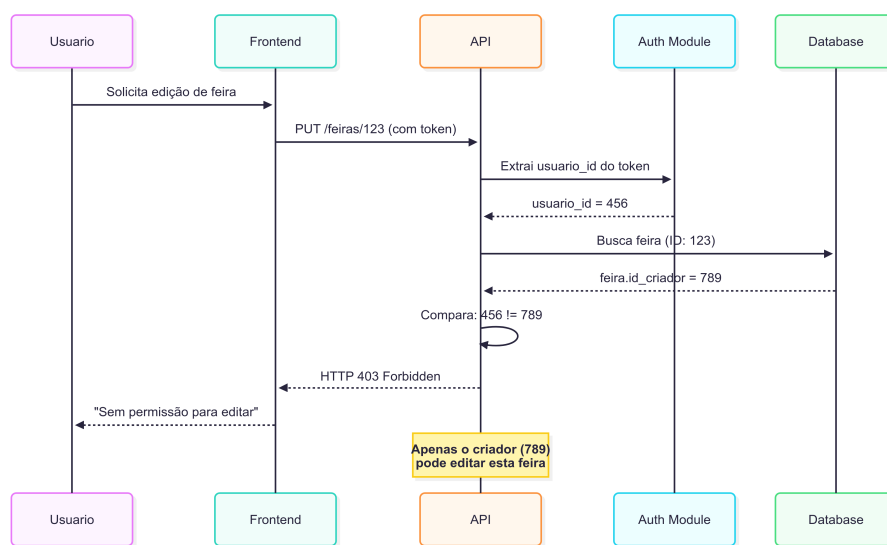 Usuario
Frontend
API
Auth Module
Database
Solicita edição de feira
PUT /feiras/123 (com token)
Extrai usuario_id do token
usuario_id = 456
Busca feira (ID: 123)
feira.id_criador = 789
Compara: 456 != 789
HTTP 403 Forbidden
"Sem permissão para editar"
Apenas o criador (789)
pode editar esta feira
Usuario
Frontend
API
Auth Module
Database